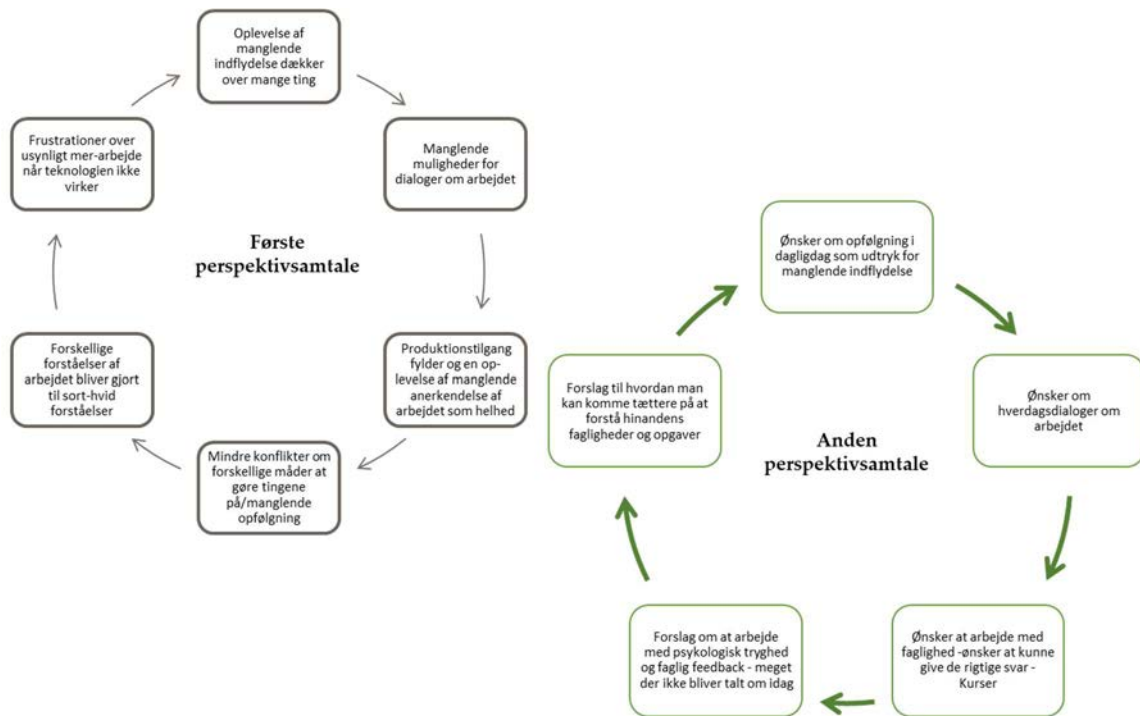 Oplevelse af
manglende
indflydelse dækker
over mange ting
Manglende
muligheder for
dialoger om arbejdet
Produktionstilgang
fylder og en op-
levelse af manglende
anerkendelse af
arbejdet som helhed
Mindre konflikter om
forskellige måder at
gøre tingene
på/manglende
opfølgning
Forskellige
forståelser af
arbejdet bliver gjort
til sort-hvid
forståelser
Frustrationer over
usynligt mer-arbejde
når teknologien ikke
virker
Første
perspektivsamtale
Ønsker om opfølgning i
dagligdag som udtryk for
manglende indflydelse
Ønsker om
hverdagsdialoger om
arbejdet
Ønsker at arbejde med
faglighed -ønsker at kunne
give de rigtige svar -
Kurser
Forslag om at arbejde
med psykologisk tryghed
og faglig feedback - meget
der ikke bliver talt om idag
Forslag til hvordan man
kan komme tættere på at
forstå hinandens
fagligheder og opgaver
Anden
perspektivsamtale